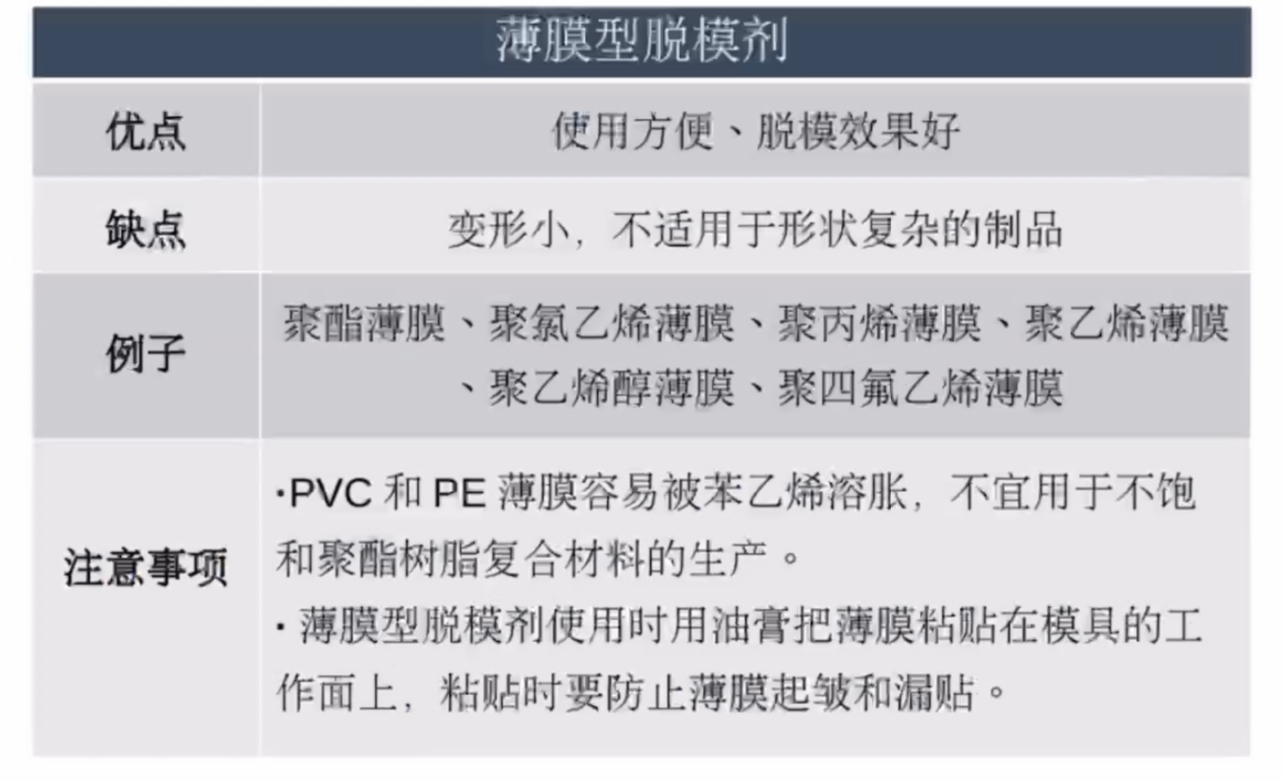 薄膜型脱模剂
优点
使用方便、脱模效果好
缺点
变形小，不适用于形状复杂的制品
例子
聚酯薄膜、聚氯乙烯薄膜、聚丙烯薄膜、聚乙烯薄膜
、聚乙烯醇薄膜、聚四氟乙烯薄膜
注意事项
·PVC 和 PE 薄膜容易被苯乙烯溶胀，不宜用于不饱
和聚酯树脂复合材料的生产。
· 薄膜型脱模剂使用时用油膏把薄膜粘贴在模具的工
作面上，粘贴时要防止薄膜起皱和漏贴。